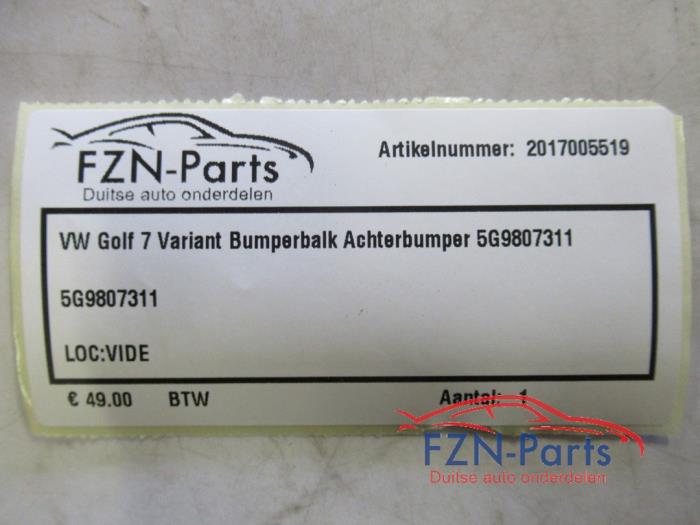 FZN-Parts
Duitse auto onderdelen
Artikelnummer: 2017005519
VW Golf 7 Variant Bumperbalk Achterbumper 5G9807311
5G9807311
LOC:VIDE
€ 49.00 BTW Aantal: 1
FZN-Parts
Duitse auto onderdelen